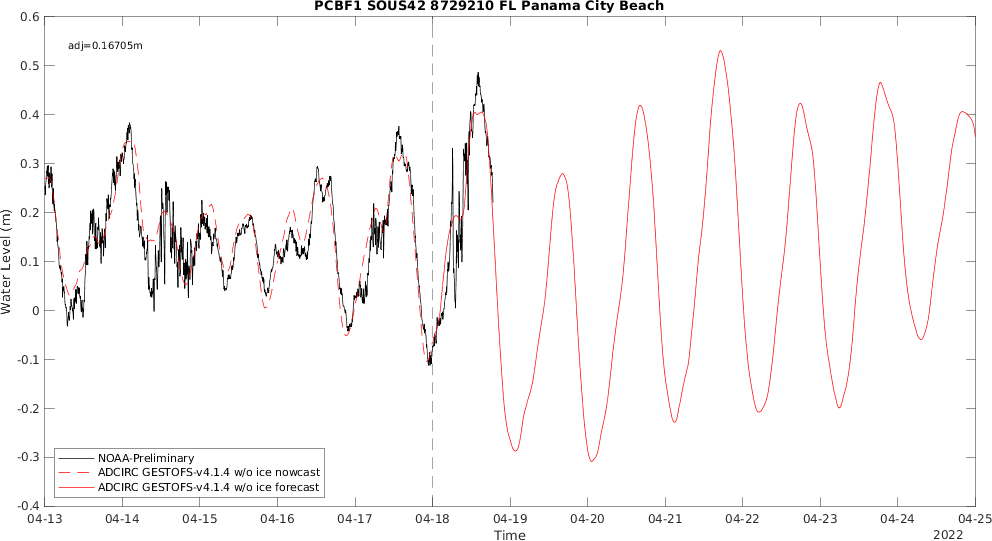 PCBF1 SOUS42 8729210 FL Panama City Beach
adj=0.16705m
0.6
0.5
0.4
0.3
0.2
0.1
0
-0.1
-0.2
-0.3
-0.4
Water Level (m)
NOAA-Preliminary
ADCIRC GESTOFS-v4.1.4 w/o ice nowcast
ADCIRC GESTOFS-v4.1.4 w/o ice forecast
04-13 04-14 04-15 04-16 04-17 04-18 04-19 04-20 04-21 04-22 04-23 04-24 04-25
Time
2022